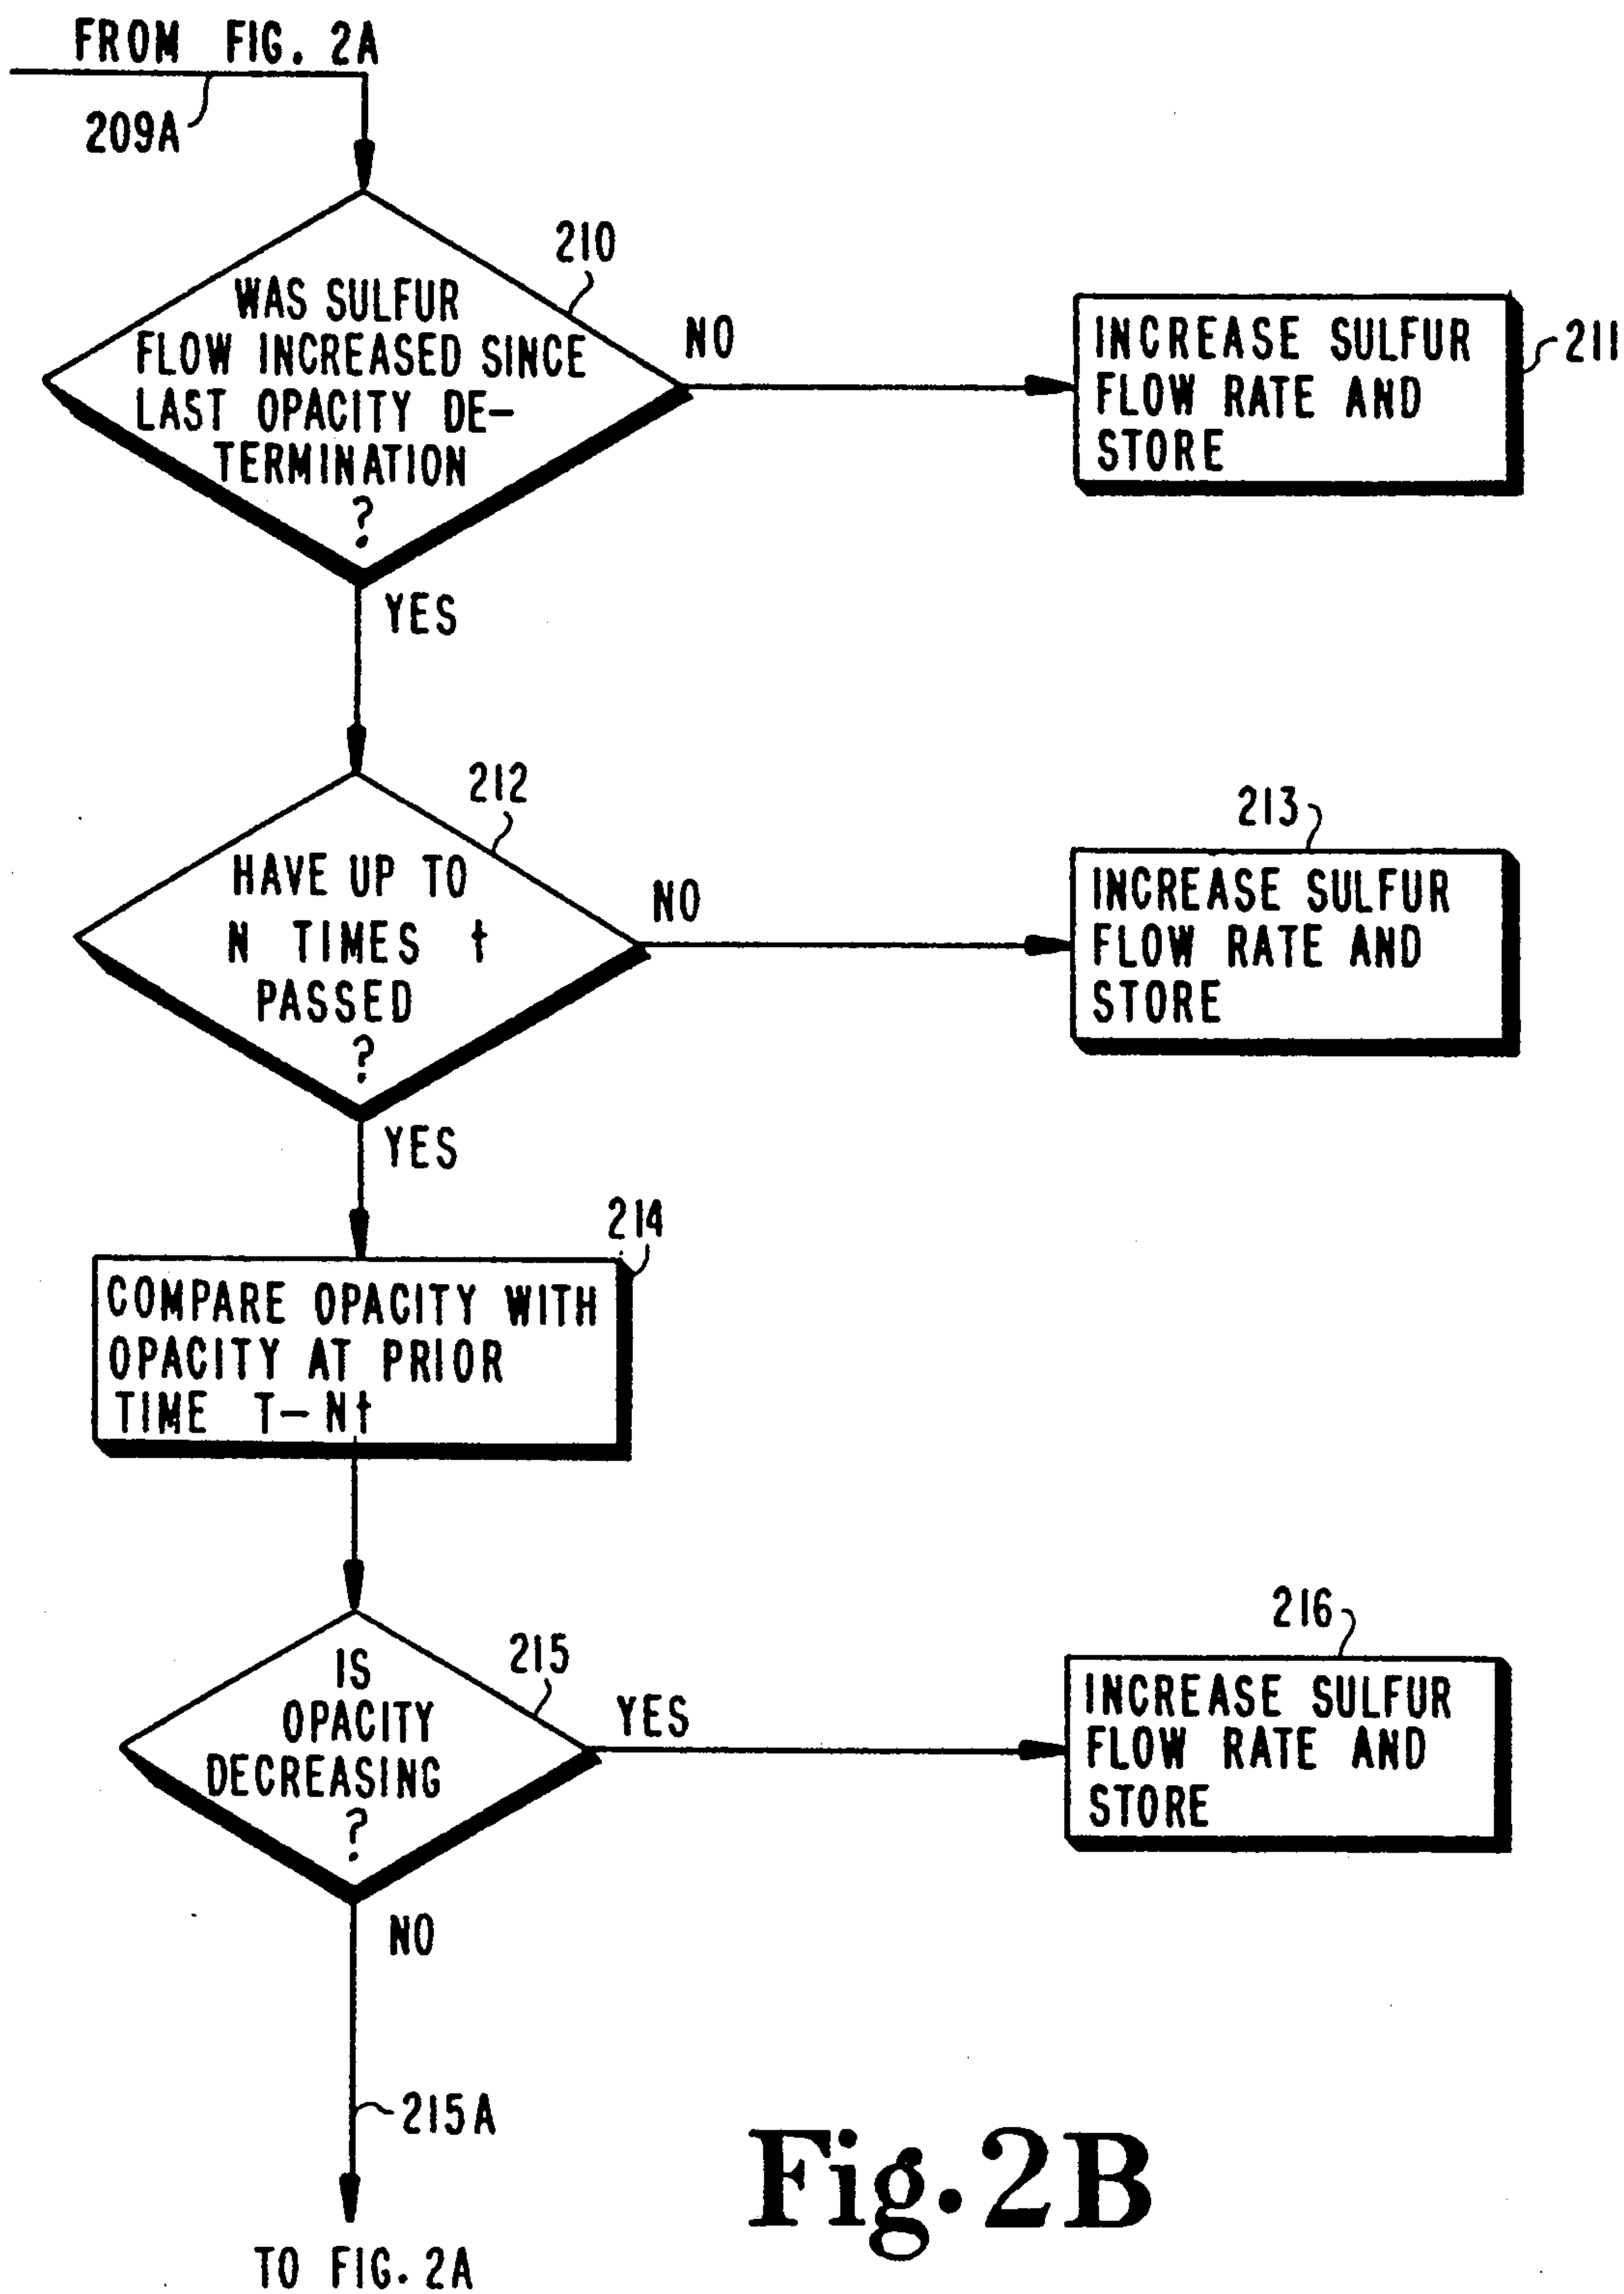 FROM FIG. 2A
209A
210
WAS SULFUR
FLOW INCREASED SINCE
LAST OPACITY DE-
TERMINATION
?
NO
INCREASE SULFUR
FLOW RATE AND
STORE
211
YES
212
HAVE UP TO
N TIMES t
PASSED
?
NO
213
INCREASE SULFUR
FLOW RATE AND
STORE
YES
214
COMPARE OPACITY WITH
OPACITY AT PRIOR
TIME T-Nt
215
IS
OPACITY
DECREASING
?
YES
216
INCREASE SULFUR
FLOW RATE AND
STORE
NO
215A
TO FIG. 2A
Fig. 2B